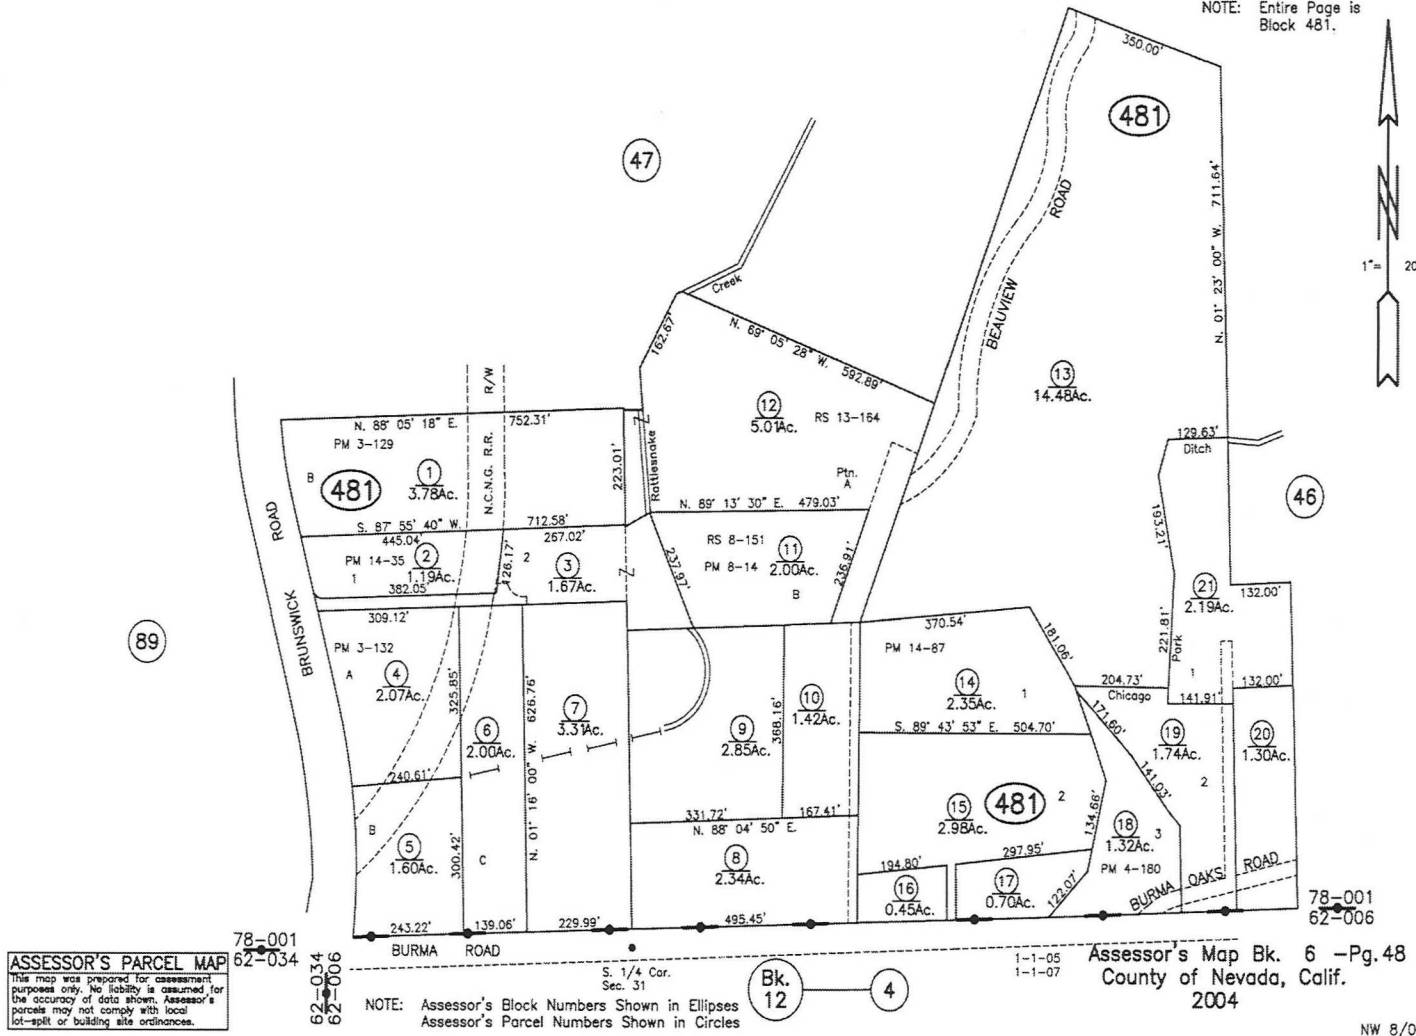 NOTE: Entire Page is
Block 481.
350.00'
481
47
N. 01° 23' 00" W. 711.64'
BEAUVIEW ROAD
1"= 20
Creek
162.67'
N. 69° 05' 28" W. 592.89'
13
14.48Ac.
12
5.01Ac.
RS 13-164
Ptn.
A
N. 88° 05' 18" E. 752.31'
PM 3-129
B
481
1
3.78Ac.
N.C.N.G. R.R. R/W
223.01'
Rattlesnake
129.63'
Ditch
46
193.21'
N. 89° 13' 30" E. 479.03'
S. 87° 55' 40" W. 712.58'
445.04'
267.02'
PM 14-35
1
2
1.19Ac.
382.05'
126.17'
2
3
1.67Ac.
237.97'
RS 8-151
PM 8-14
11
2.00Ac.
B
236.91'
21
2.19Ac.
132.00'
221.81'
Park
1
BRUNSWICK ROAD
89
309.12'
PM 3-132
A
4
2.07Ac.
325.85'
6
2.00Ac.
626.76'
N. 01° 16' 00" W.
7
3.31Ac.
9
2.85Ac.
368.16'
10
1.42Ac.
370.54'
PM 14-87
14
2.35Ac.
1
181.06'
204.73'
Chicago
141.91'
132.00'
171.60'
S. 89° 43' 53" E. 504.70'
19
1.74Ac.
2
20
1.30Ac.
240.61'
141.03'
134.66'
15
2.98Ac.
481
2
331.72'
167.41'
N. 88° 04' 50" E.
B
5
1.60Ac.
300.42'
C
8
2.34Ac.
18
1.32Ac.
3
PM 4-180
194.80'
297.95'
16
0.45Ac.
17
0.70Ac.
122.07'
BURMA OAKS ROAD
243.22'
139.06'
229.99'
495.45'
BURMA ROAD
78-001
62-034
62-034
62-006
78-001
62-006
S. 1/4 Cor.
Sec. 31
1-1-05
1-1-07
Bk.
12
4
NOTE: Assessor's Block Numbers Shown in Ellipses
Assessor's Parcel Numbers Shown in Circles
ASSESSOR'S PARCEL MAP
This map was prepared for assessment
purposes only. No liability is assumed for
the accuracy of data shown. Assessor's
parcels may not comply with local
lot-split or building site ordinances.
Assessor's Map Bk. 6 -Pg.48
County of Nevada, Calif.
2004
NW 8/0